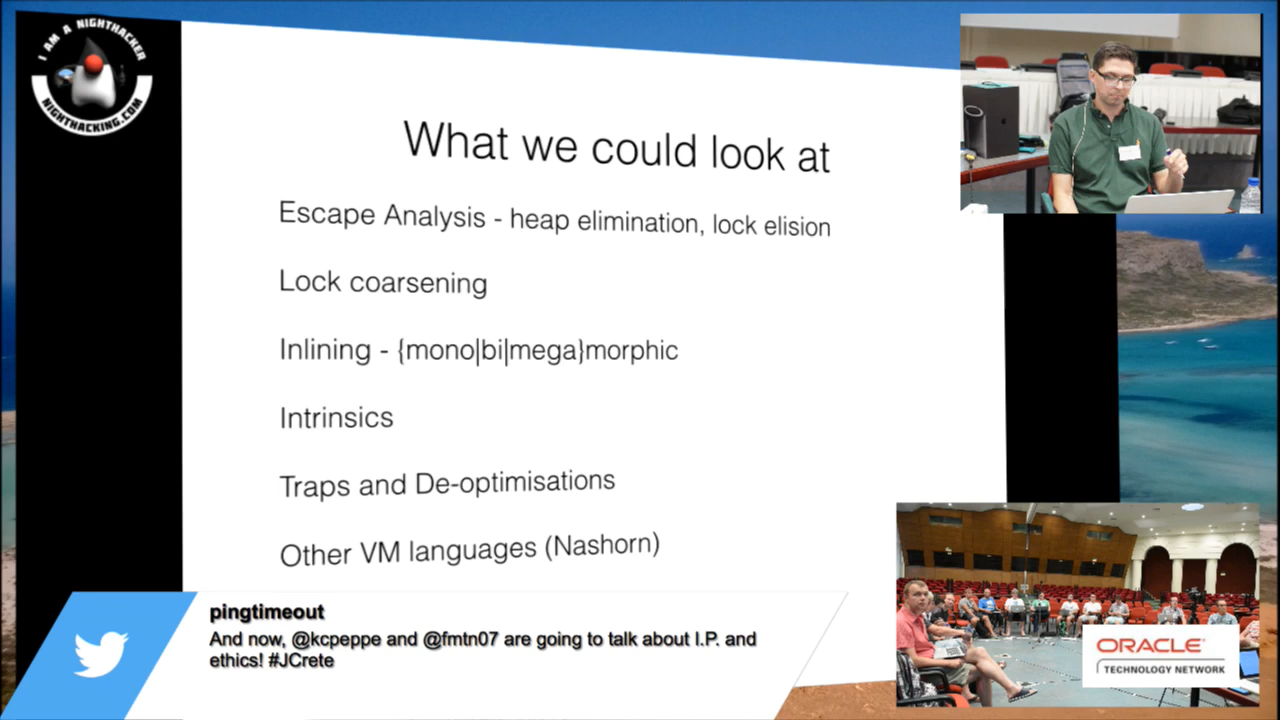 I AM A NIGHTHACKER
NIGHTHACKING.COM
What we could look at
Escape Analysis - heap elimination, lock elision
Lock coarsening
Inlining - {mono|bi|mega}morphic
Intrinsics
Traps and De-optimisations
Other VM languages (Nashorn)
pingtimeout
And now, @kcpeppe and @fmtn07 are going to talk about I.P. and
ethics! #JCrete
ORACLE
TECHNOLOGY NETWORK